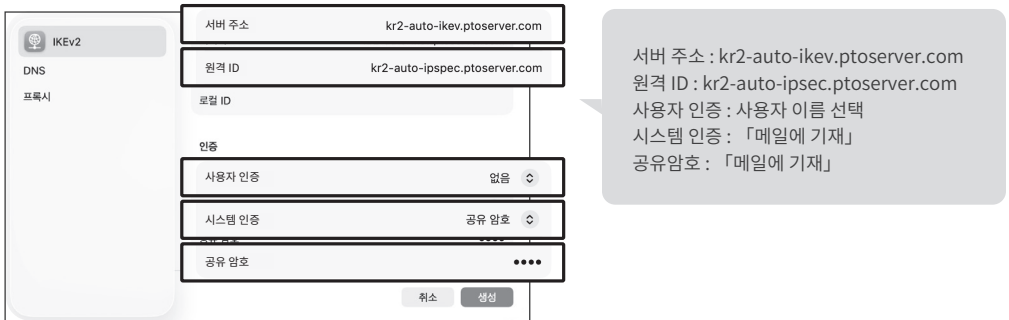 IKEv2
DNS
프록시
서버 주소 kr2-auto-ikev.ptoserver.com
원격 ID kr2-auto-ipspec.ptoserver.com
로컬 ID
인증
사용자 인증 없음
시스템 인증 공유 암호
공유 암호 ••••
취소 생성
서버 주소 : kr2-auto-ikev.ptoserver.com
원격 ID : kr2-auto-ipsec.ptoserver.com
사용자 인증 : 사용자 이름 선택
시스템 인증 : 「메일에 기재」
공유암호 : 「메일에 기재」